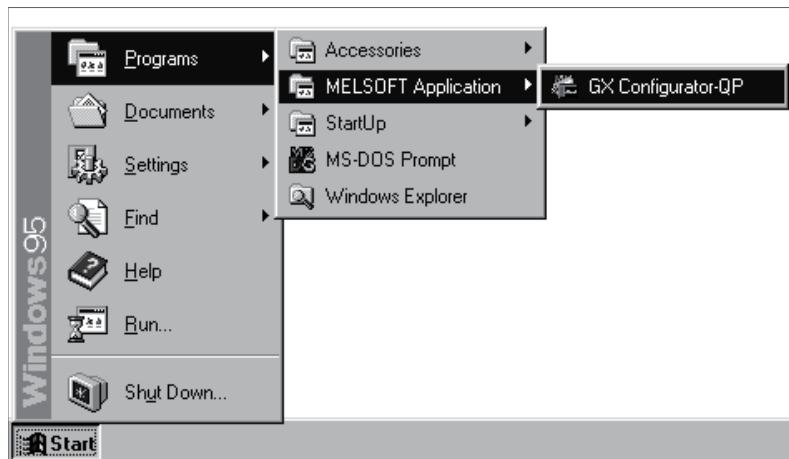 Programs
Documents
Settings
Find
Help
Run...
Shut Down...
Windows95
Accessories
MELSOFT Application
StartUp
MS-DOS Prompt
Windows Explorer
GX Configurator-QP
Start